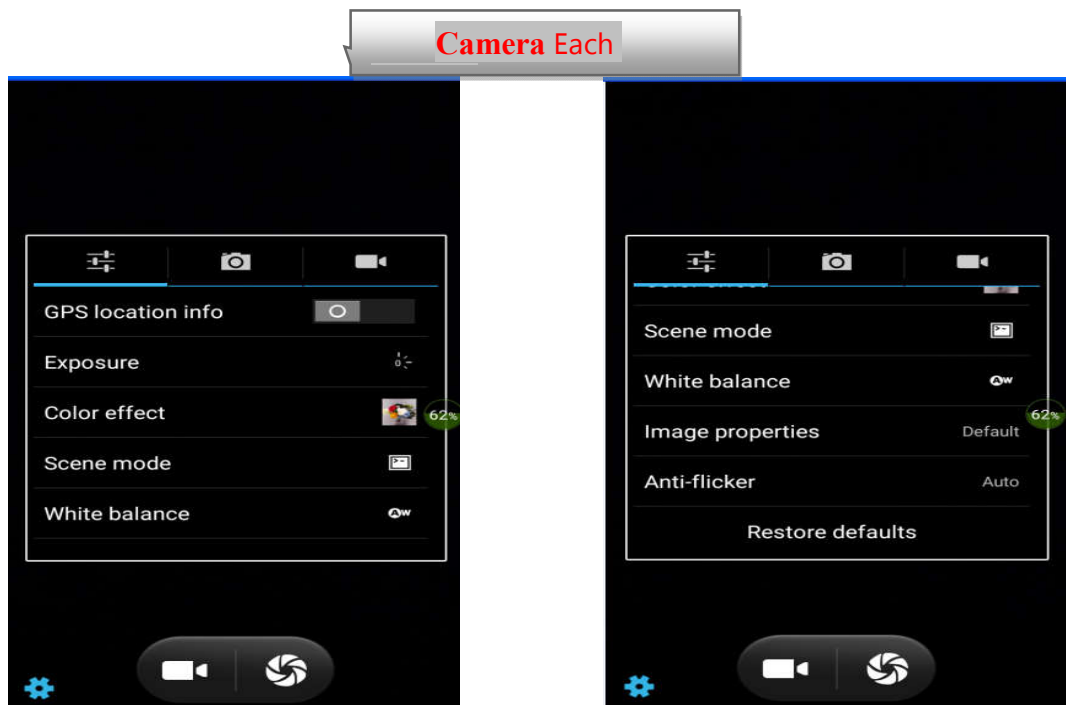 Camera Each
GPS location info
Exposure
Color effect
62%
Scene mode
White balance
Scene mode
White balance
62%
Image properties Default
Anti-flicker Auto
Restore defaults